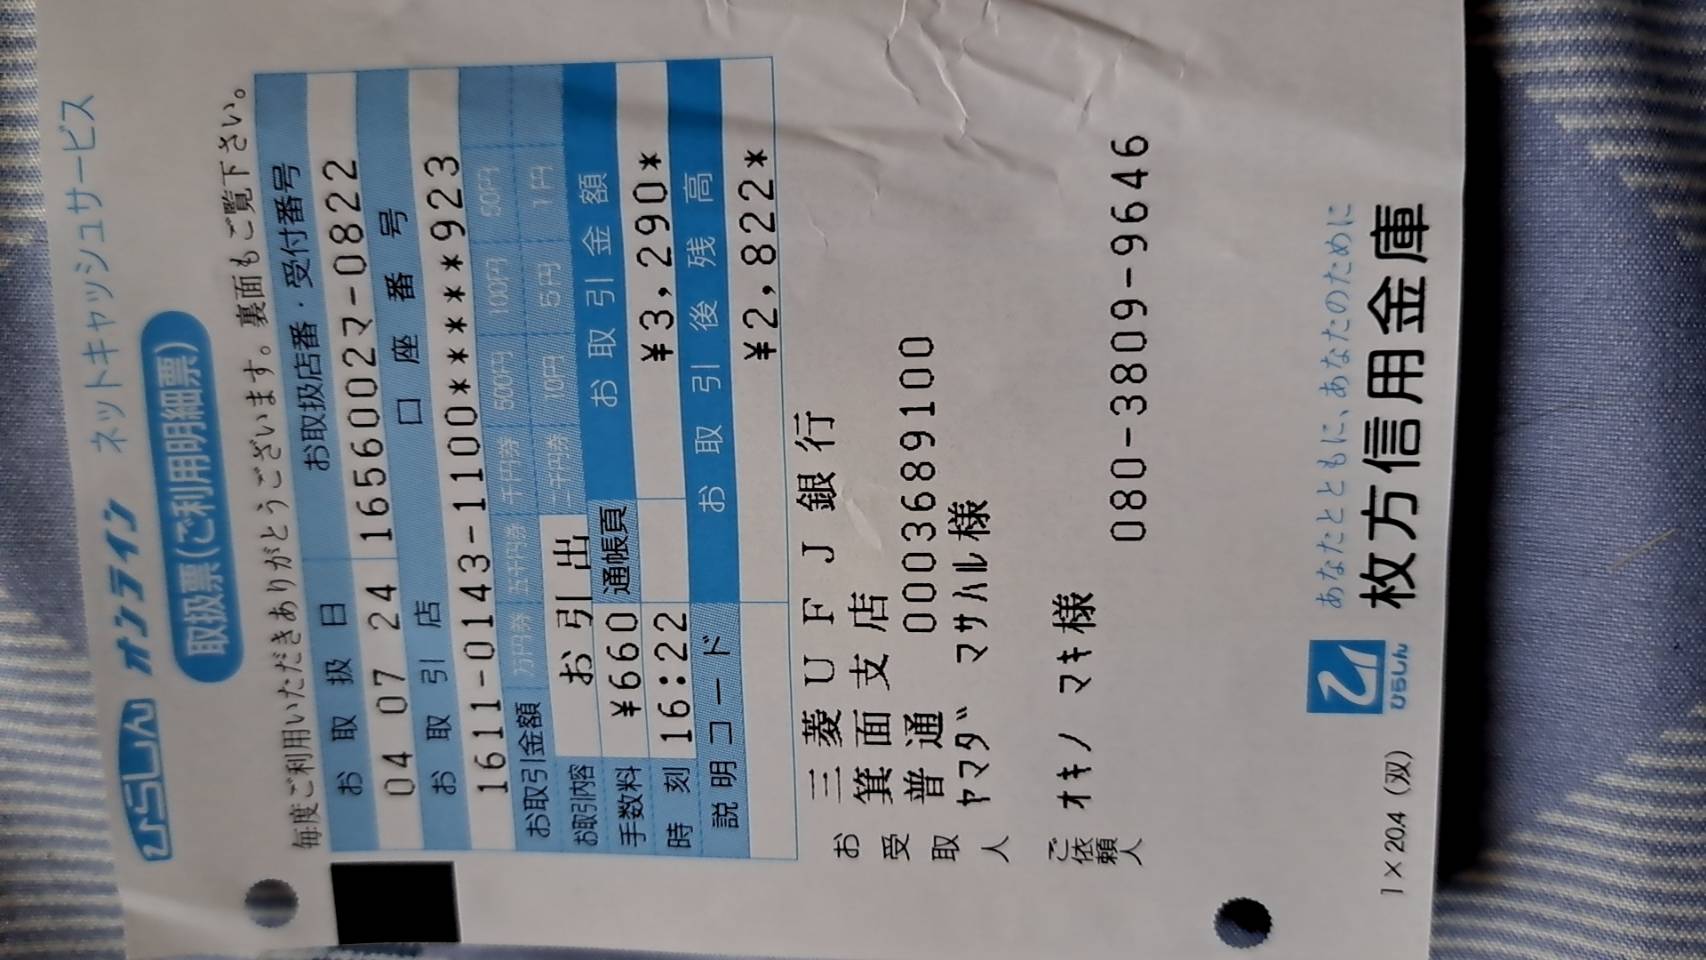 ひらしん オンライン ネットキャッシュサービス
取扱票(ご利用明細票)
毎度ご利用いただきありがとうございます。裏面もご覧下さい。
お取扱日 お取扱店番・受付番号
04 07 24 1656002マ-0822
お取引店 口座番号
1611-0143-1100*******923
お取引金額 万円券 五千円券 千円券 500円 100円 50円
二千円券 10円 5円 1円
お取引内容 お引出 お取引金額
手数料 ¥660 通帳頁 ¥3,290*
時刻 16:22 お取引後残高
説明コード ¥2,822*
お受取人 三菱UFJ銀行
箕面支店
普通 0003689100
ヤマダ マサハル様
ご依頼人 オキノ マキ様
080-3809-9646
ひらしん
あなたとともに、あなたのために
枚方信用金庫
1×20.4(双)